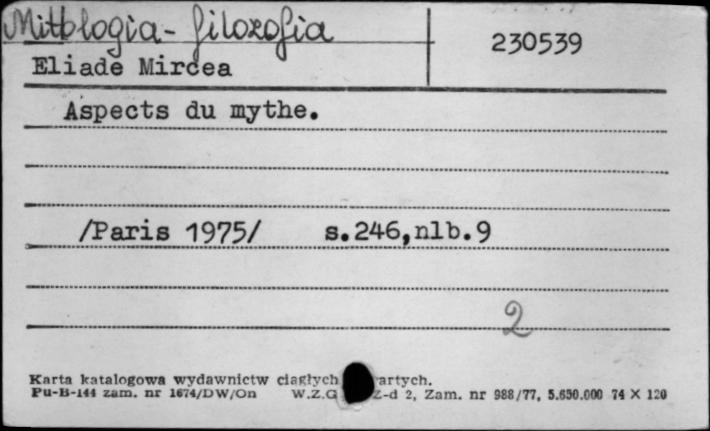 Mitologia - filozofia
230539
Eliade Mircea
Aspects du mythe.
/Paris 1975/ s.246,nlb.9
2
Karta katalogowa wydawnictw ciągłych artych.
Pu-B-144 zam. nr 1674/DW/On W.Z.G Z-d 2, Zam. nr 988/77, 5.650.000 74 X 120